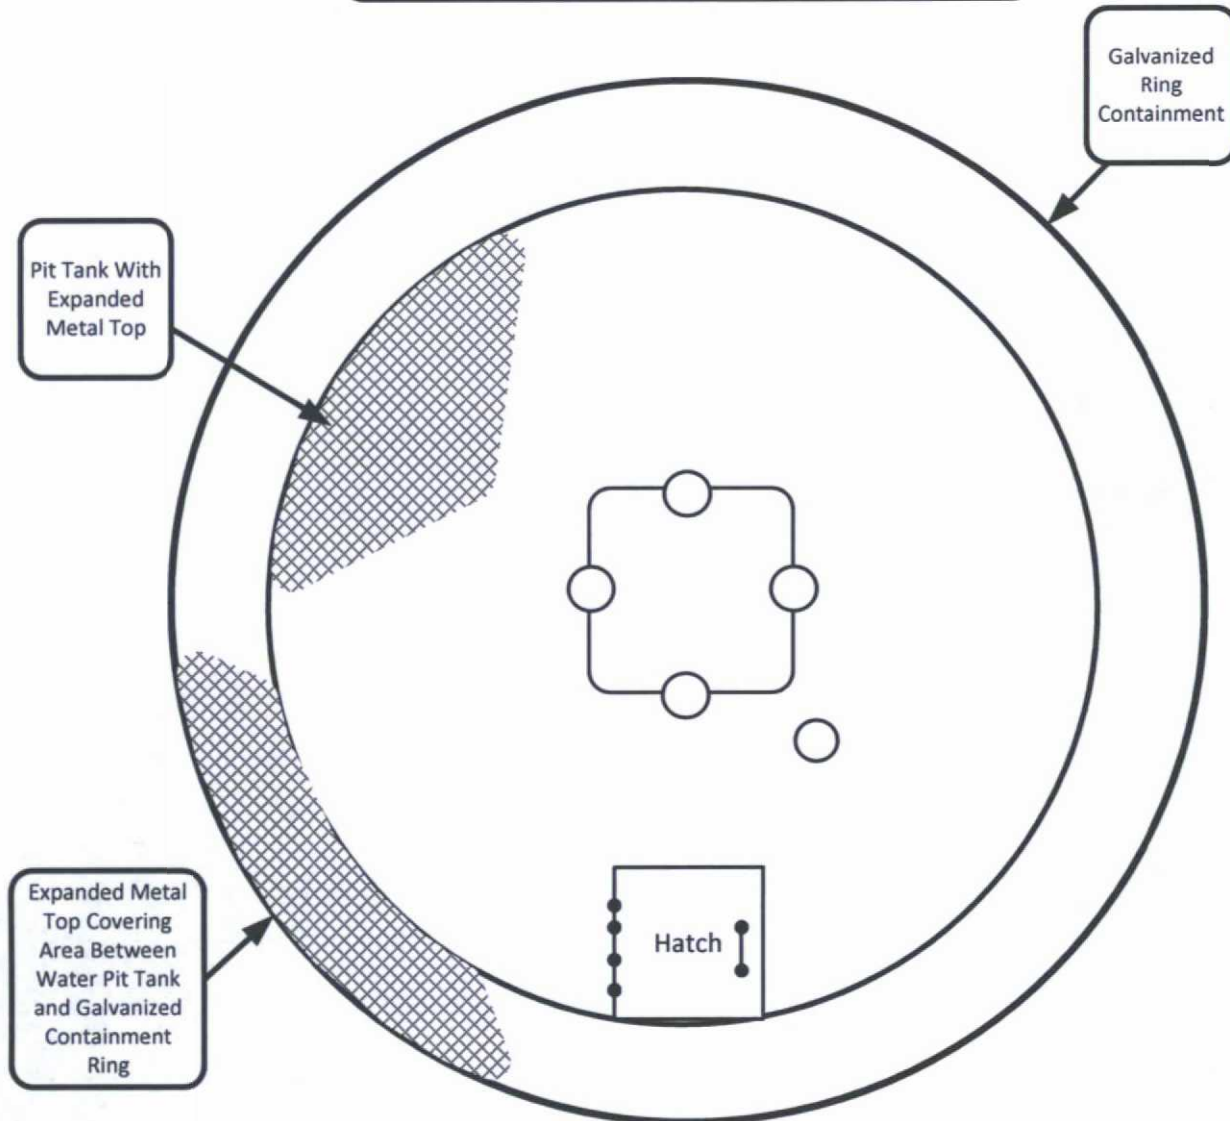 Galvanized
Ring
Containment
Pit Tank With
Expanded
Metal Top
Expanded Metal
Top Covering
Area Between
Water Pit Tank
and Galvanized
Containment
Ring
Hatch